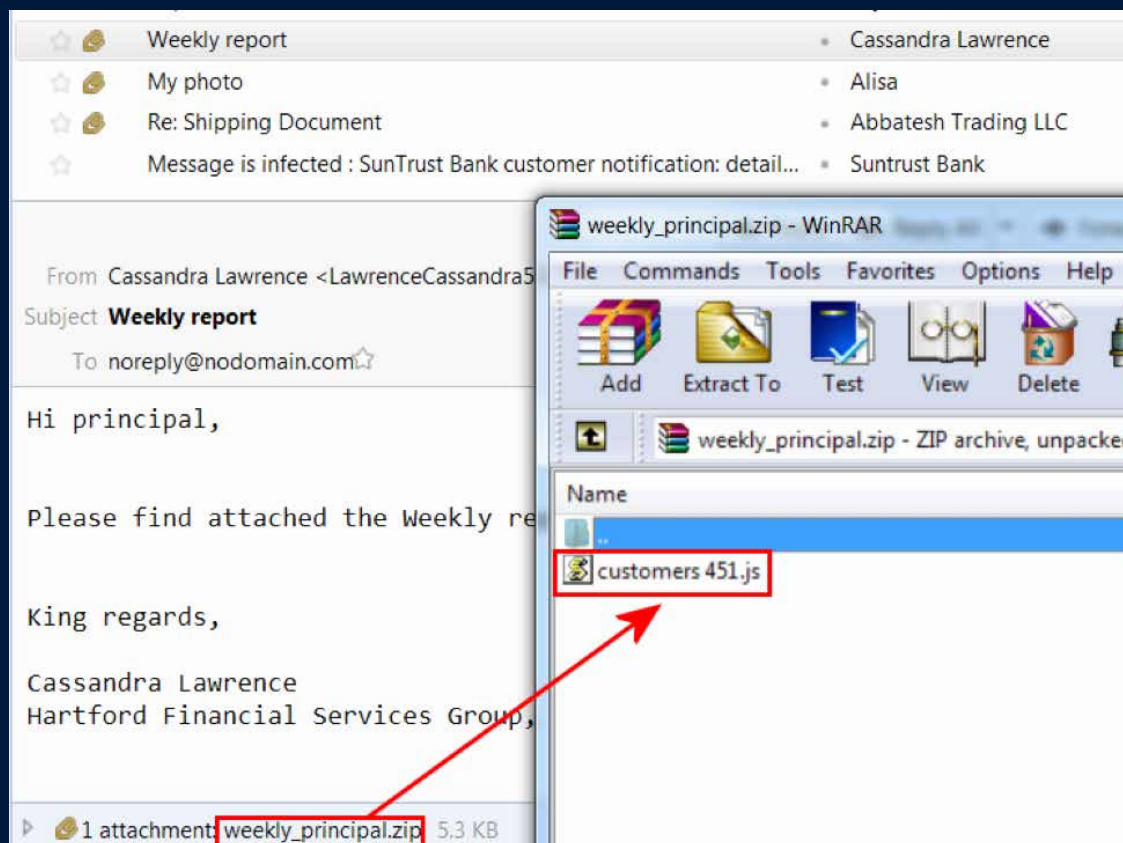 Weekly report • Cassandra Lawrence
My photo • Alisa
Re: Shipping Document • Abbatesh Trading LLC
Message is infected : SunTrust Bank customer notification: detail... • Suntrust Bank
From Cassandra Lawrence <LawrenceCassandra5
Subject Weekly report
To noreply@nodomain.com
Hi principal,
Please find attached the Weekly re
King regards,
Cassandra Lawrence
Hartford Financial Services Group,
1 attachment: weekly_principal.zip 5.3 KB
weekly_principal.zip - WinRAR
File Commands Tools Favorites Options Help
Add Extract To Test View Delete
weekly_principal.zip - ZIP archive, unpacked
Name
..
customers 451.js